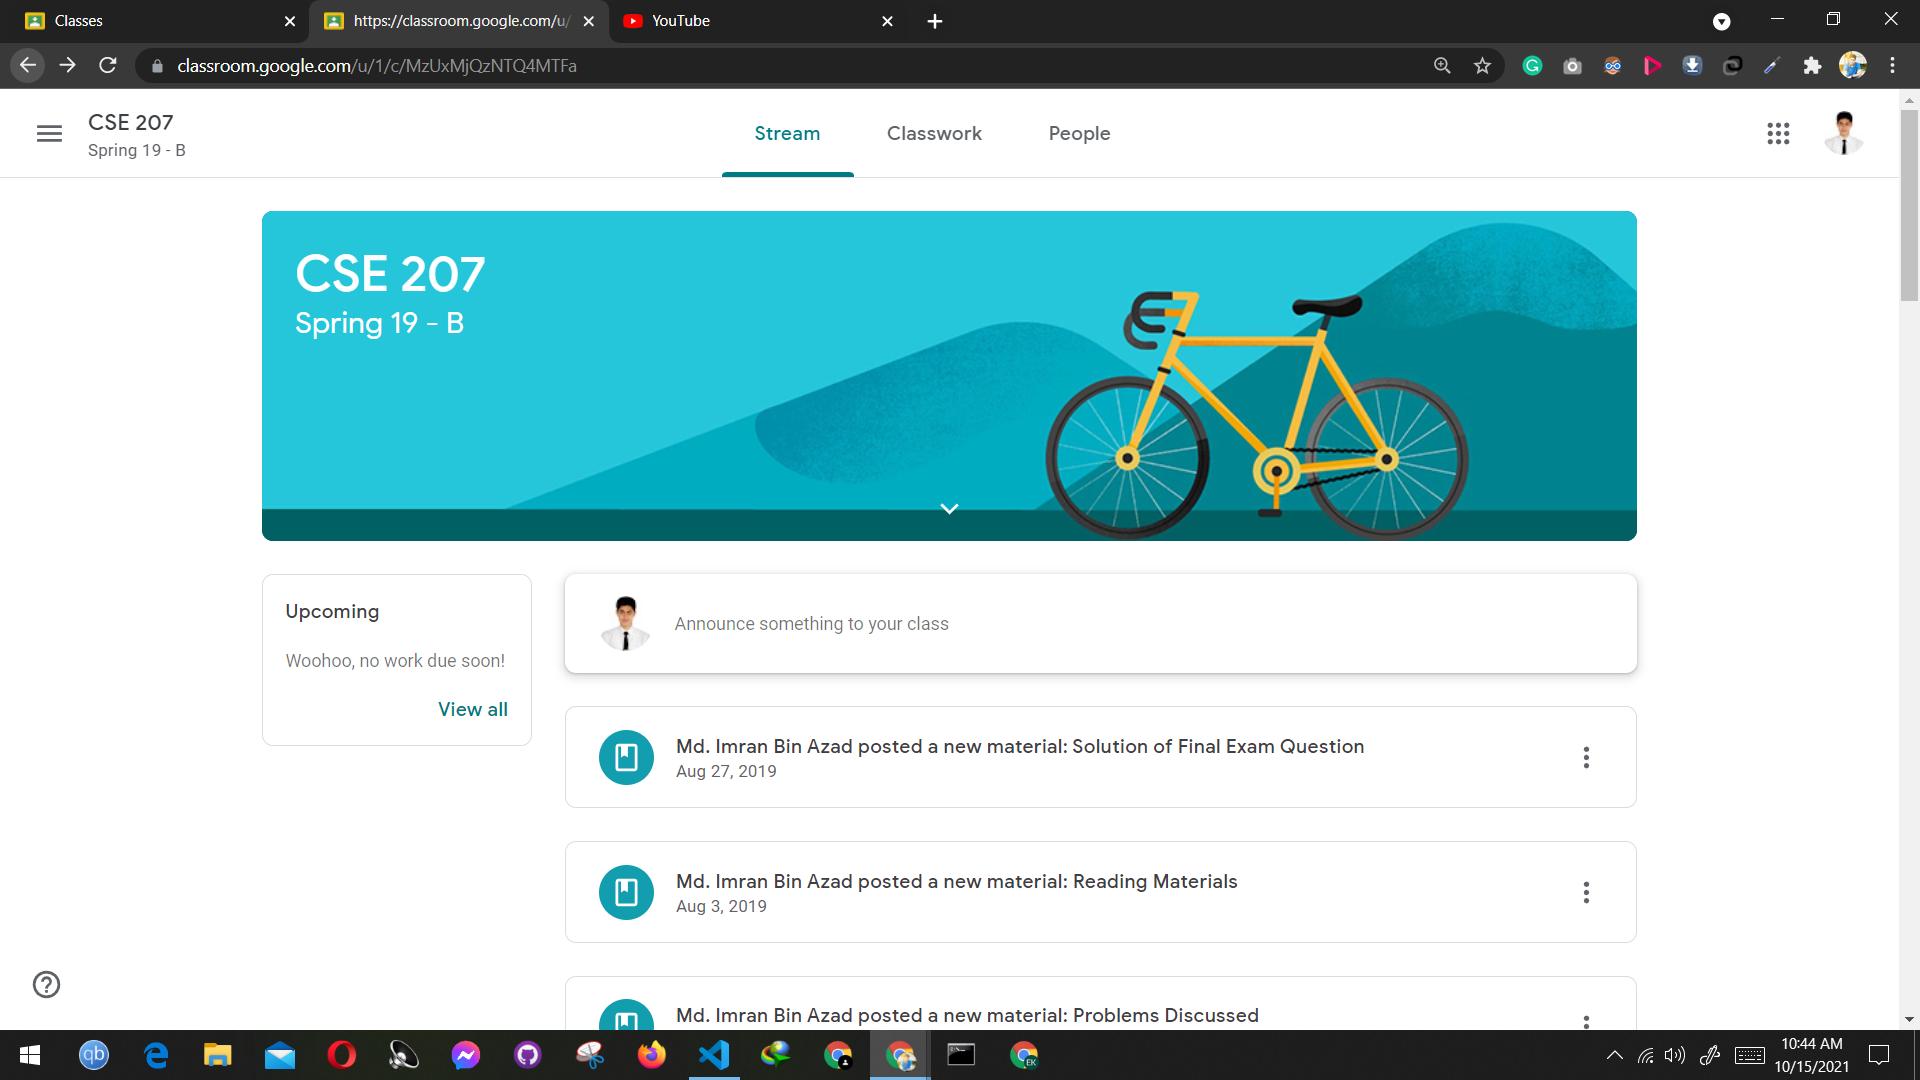 Classes
https://classroom.google.com/u/
YouTube
classroom.google.com/u/1/c/MzUxMjQzNTQ4MTFa
CSE 207
Spring 19 - B
Stream
Classwork
People
CSE 207
Spring 19 - B
Upcoming
Woohoo, no work due soon!
View all
Announce something to your class
Md. Imran Bin Azad posted a new material: Solution of Final Exam Question
Aug 27, 2019
Md. Imran Bin Azad posted a new material: Reading Materials
Aug 3, 2019
Md. Imran Bin Azad posted a new material: Problems Discussed
qb
EK
10:44 AM
10/15/2021